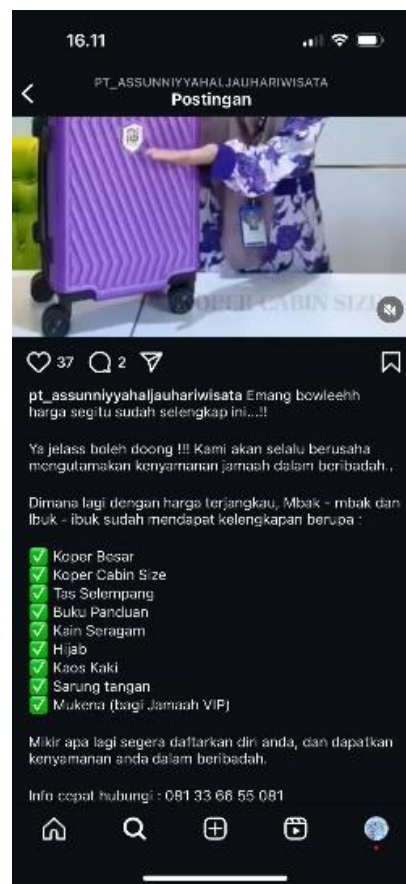 16.11
PT_ASSUNNIYYAHALJAUHARIWISATA
Postingan
KOPER CABIN SIZE
37 2
pt_assunniyyahaljauhariwisata Emang bowleehh
harga segitu sudah selengkap ini...!!
Ya jelass boleh doong !!! Kami akan selalu berusaha
mengutamakan kenyamanan jamaah dalam beribadah..
Dimana lagi dengan harga terjangkau, Mbak - mbak dan
Ibuk - ibuk sudah mendapat kelengkapan berupa :
✅ Koper Besar
✅ Koper Cabin Size
✅ Tas Selempang
✅ Buku Panduan
✅ Kain Seragam
✅ Hijab
✅ Kaos Kaki
✅ Sarung tangan
✅ Mukena (bagi Jamaah VIP)
Mikir apa lagi segera daftarkan diri anda, dan dapatkan
kenyamanan anda dalam beribadah.
Info cepat hubungi : 081 33 66 55 081